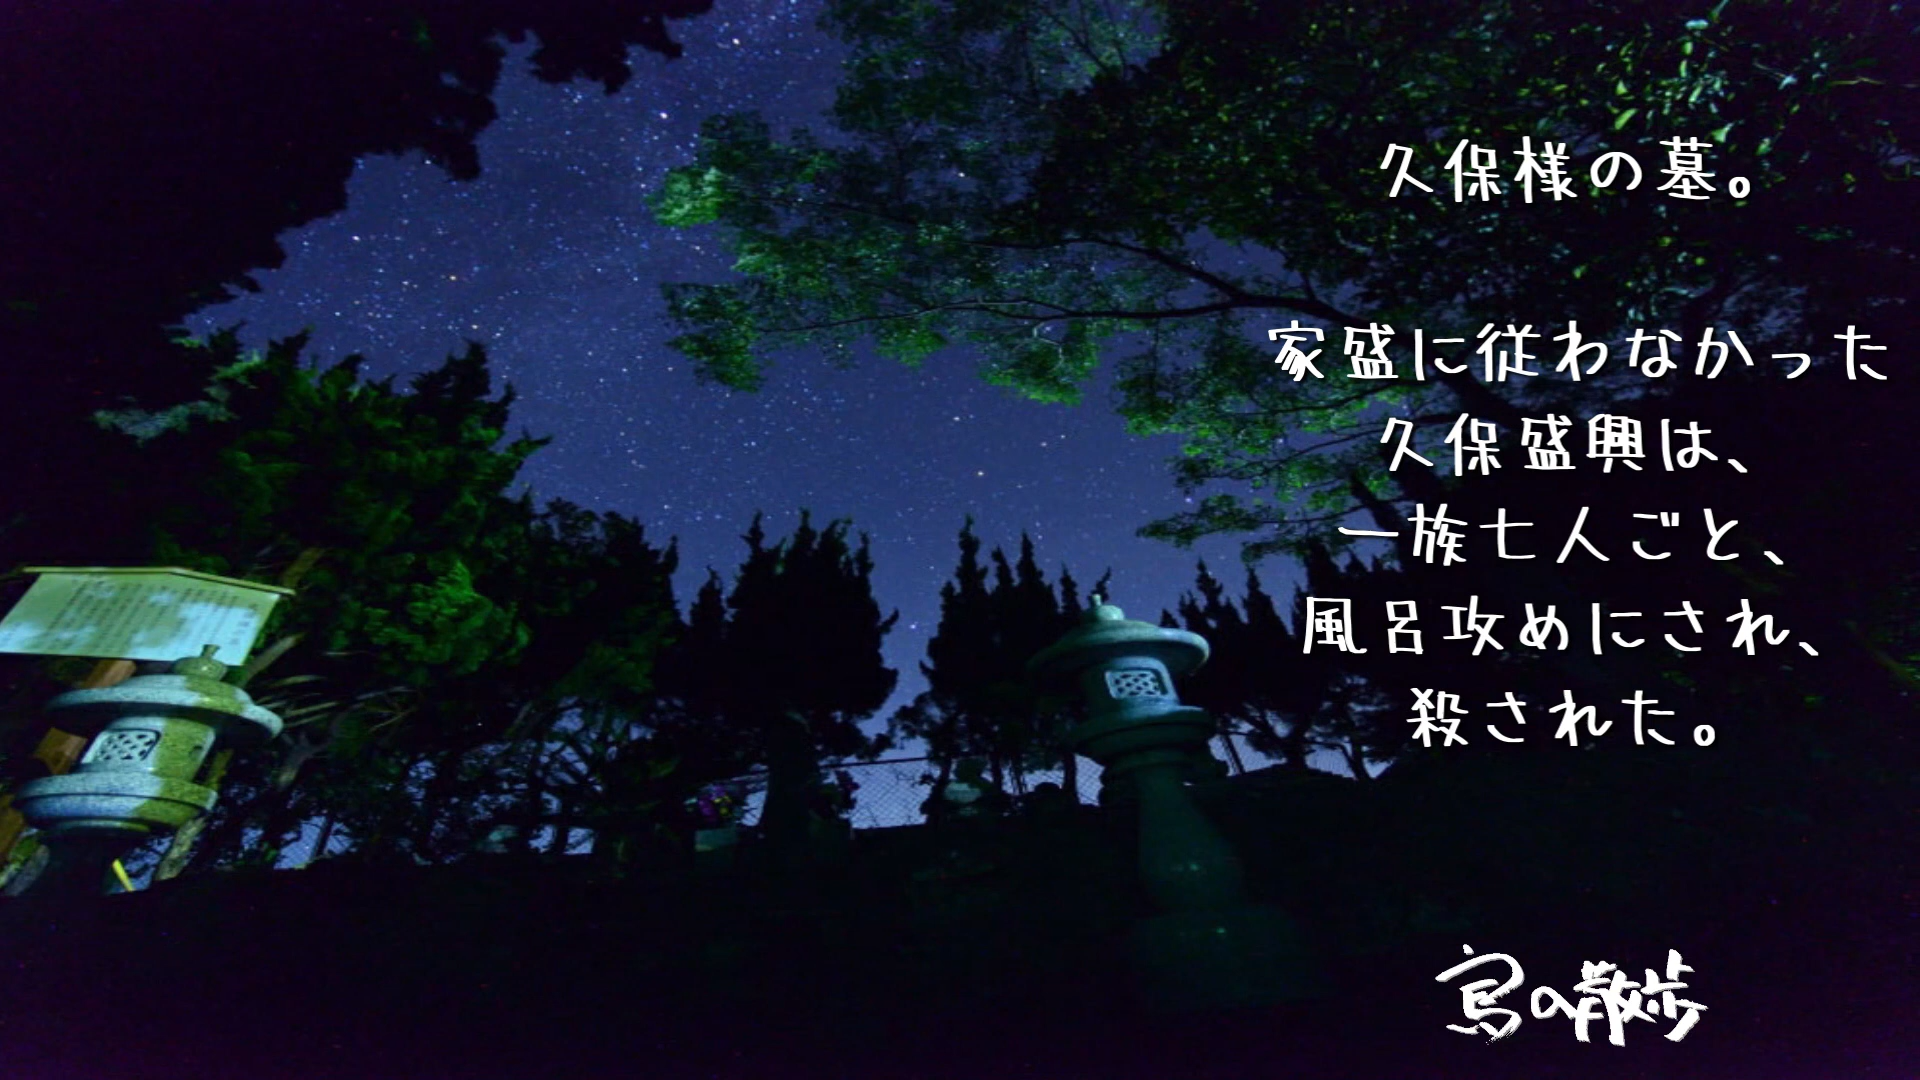 久保様の墓。
家盛に従わなかった
久保盛興は、
一族七人ごと、
風呂攻めにされ、
殺された。
の散歩